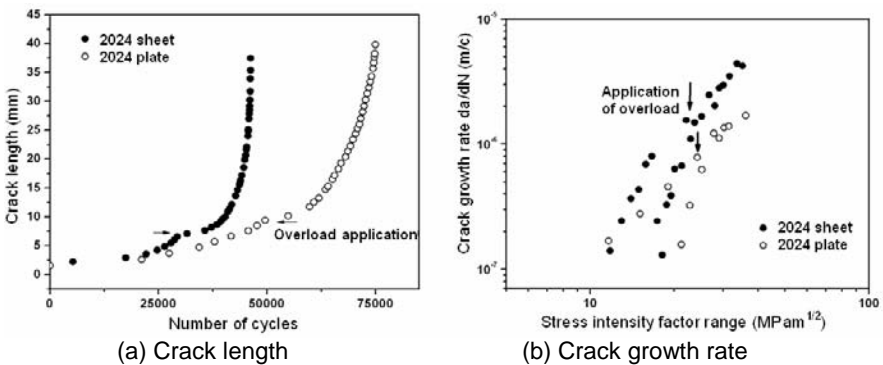 45
40
35
30
25
20
15
10
5
0
Crack length (mm)
2024 sheet
2024 plate
Overload application
0 25000 50000 75000
Number of cycles
(a) Crack length
10⁻⁵
10⁻⁶
10⁻⁷
Crack growth rate da/dN (m/c)
Application
of overload
2024 sheet
2024 plate
10 100
Stress intensity factor range (MPam¹/²)
(b) Crack growth rate